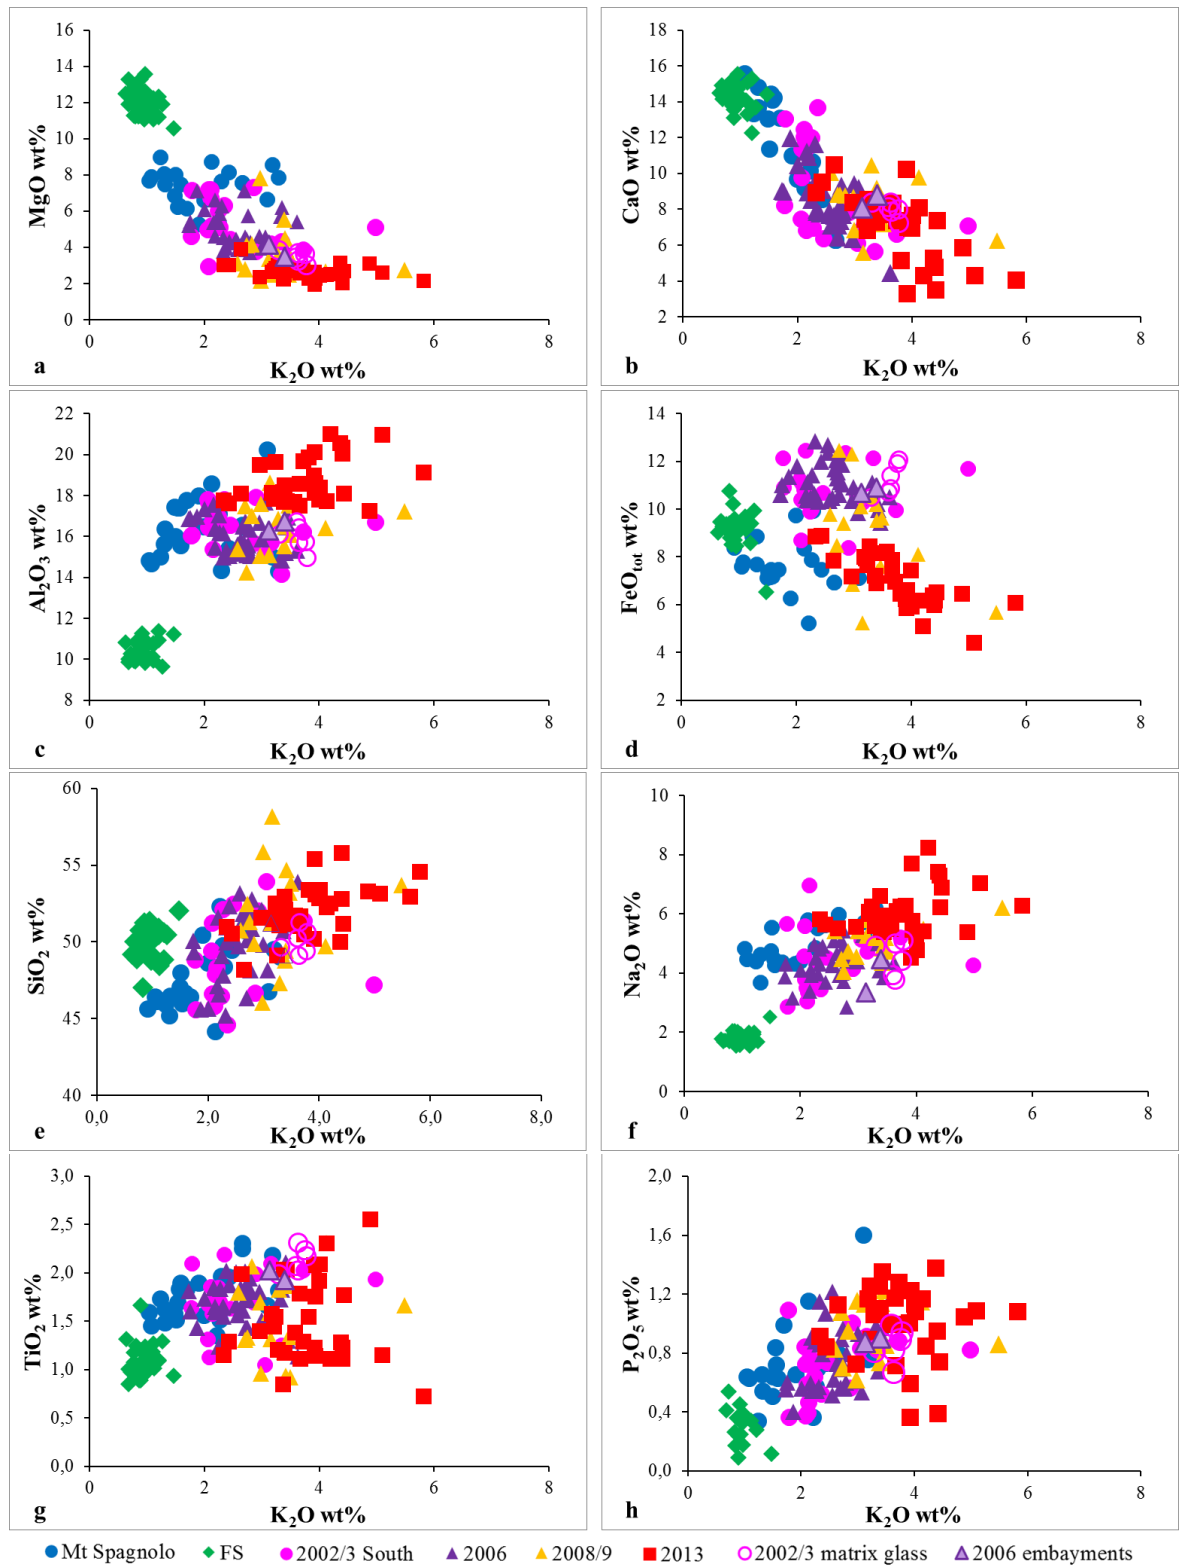 16
14
12
10
8
6
4
2
0
MgO wt%
0 2 4 6 8
a K₂O wt%
18
16
14
12
10
8
6
4
2
CaO wt%
0 2 4 6 8
b K₂O wt%
22
20
18
16
14
12
10
8
Al₂O₃ wt%
0 2 4 6 8
c K₂O wt%
14
12
10
8
6
4
2
FeOtot wt%
0 2 4 6 8
d K₂O wt%
60
55
50
45
40
SiO₂ wt%
0,0 2,0 4,0 6,0 8,0
e K₂O wt%
10
8
6
4
2
0
Na₂O wt%
0 2 4 6 8
f K₂O wt%
3,0
2,5
2,0
1,5
1,0
0,5
0,0
TiO₂ wt%
0 2 4 6 8
g K₂O wt%
2,0
1,6
1,2
0,8
0,4
0,0
P₂O₅ wt%
0 2 4 6 8
h K₂O wt%
Mt Spagnolo FS 2002/3 South 2006 2008/9 2013 2002/3 matrix glass 2006 embayments